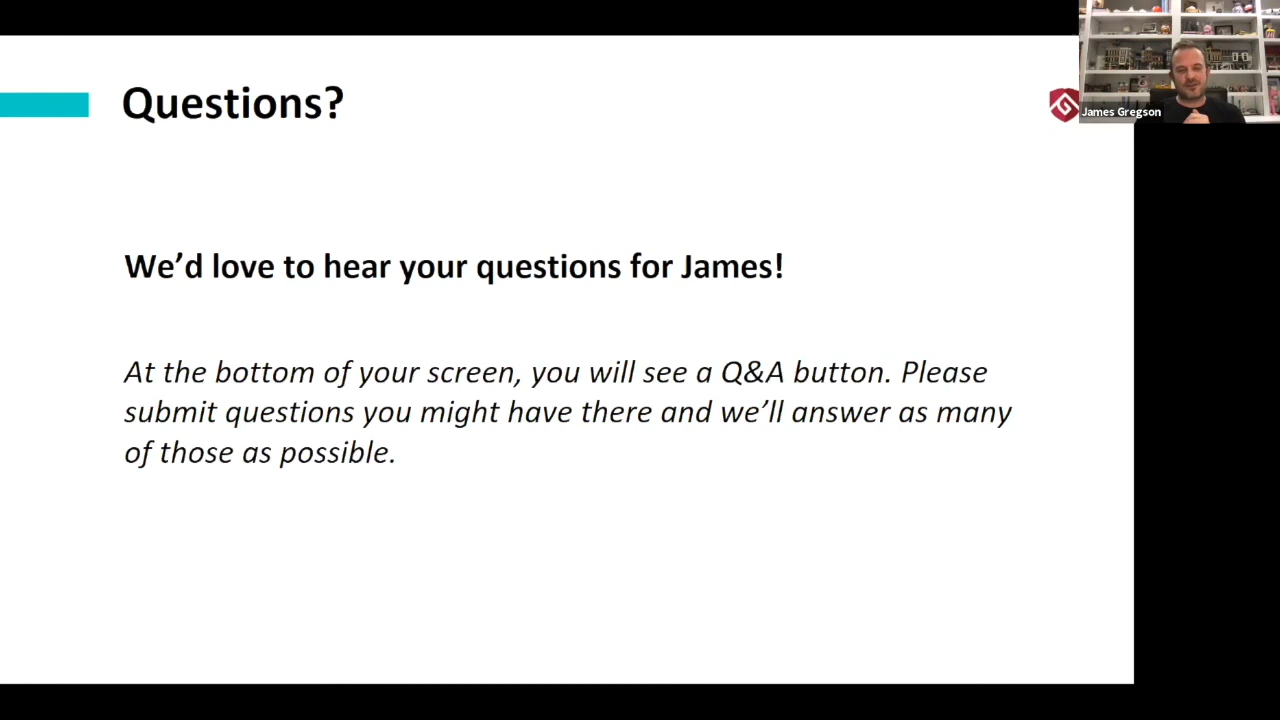 Questions?
James Gregson
We’d love to hear your questions for James!
At the bottom of your screen, you will see a Q&A button. Please
submit questions you might have there and we’ll answer as many
of those as possible.